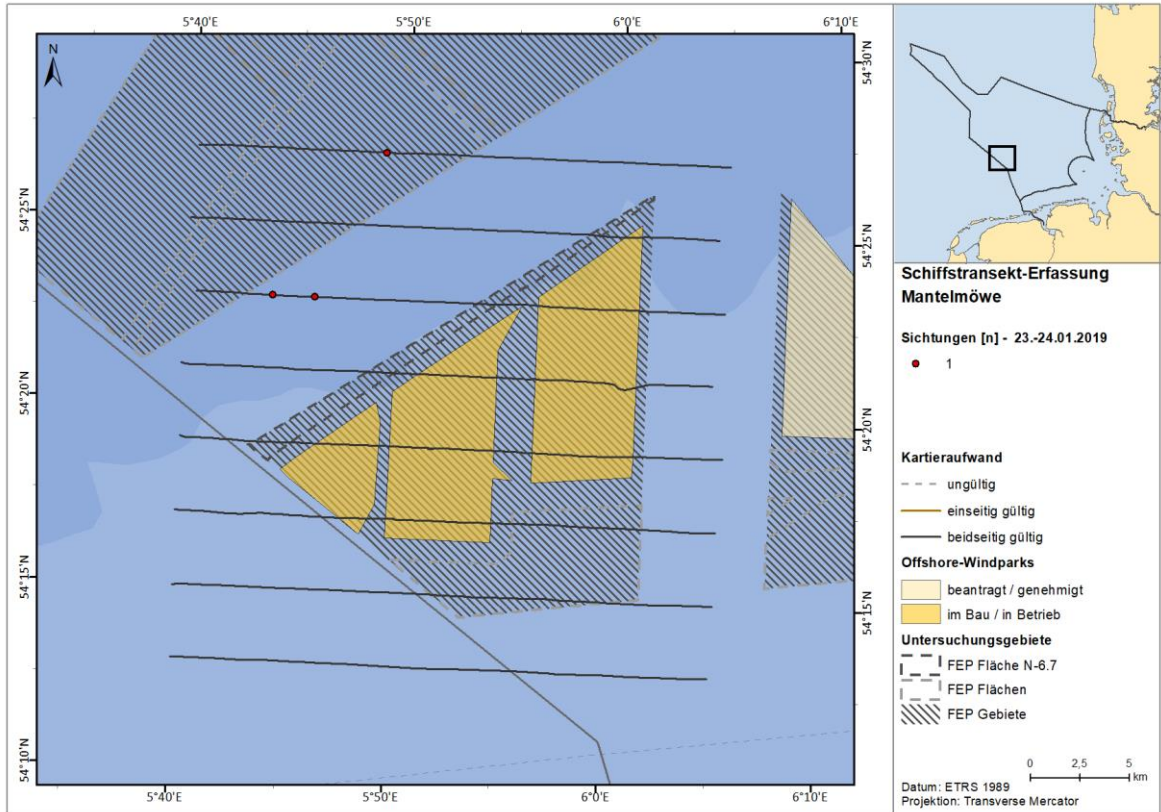 5°40'E
5°50'E
6°0'E
6°10'E
N
54°30'N
54°25'N
54°25'N
54°20'N
54°20'N
54°15'N
54°15'N
54°10'N
5°40'E
5°50'E
6°0'E
6°10'E
Schiffstransekt-Erfassung
Mantelmöwe
Sichtungen [n] - 23.-24.01.2019
1
Kartieraufwand
ungültig
einseitig gültig
beidseitig gültig
Offshore-Windparks
beantragt / genehmigt
im Bau / in Betrieb
Untersuchungsgebiete
FEP Fläche N-6.7
FEP Flächen
FEP Gebiete
0 2,5 5
km
Datum: ETRS 1989
Projektion: Transverse Mercator